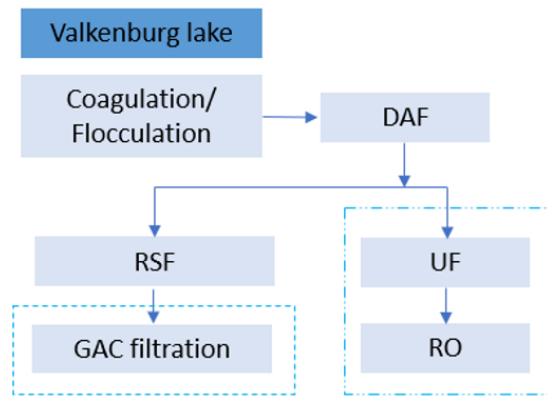 Valkenburg lake
Coagulation/
Flocculation
DAF
RSF
UF
GAC filtration
RO